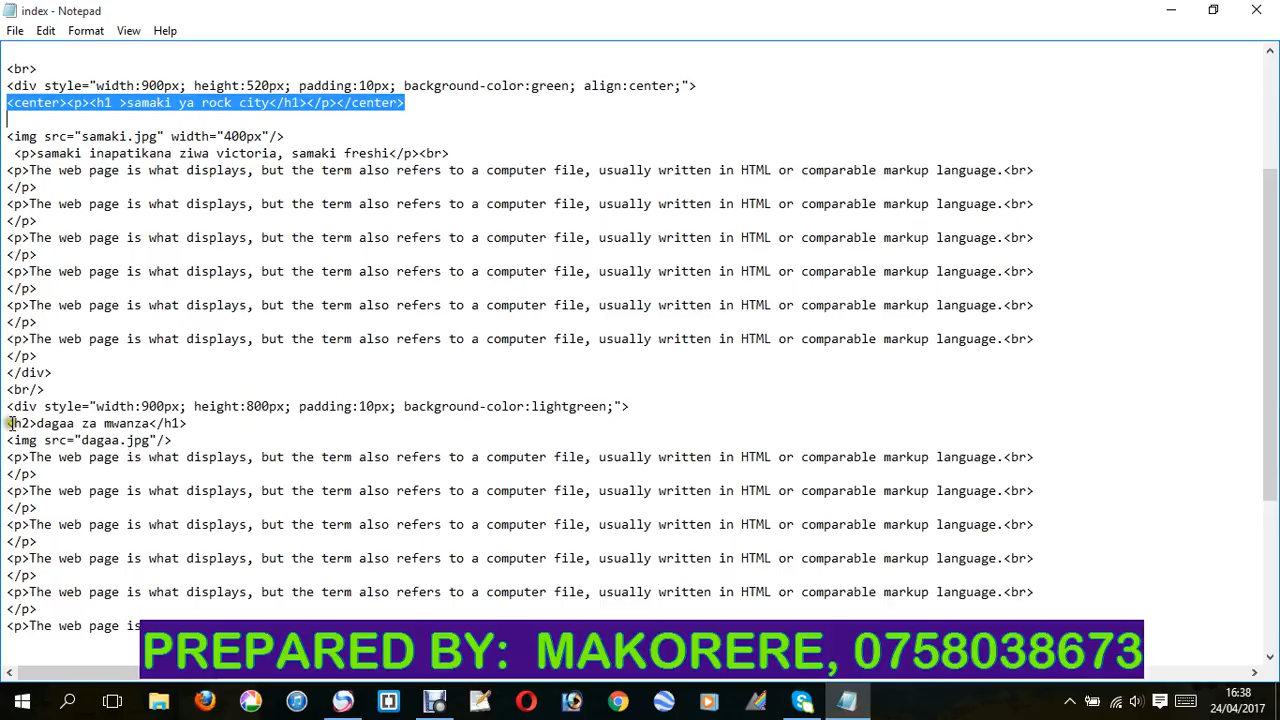 index - Notepad
File Edit Format View Help
<br>
<div style="width:900px; height:520px; padding:10px; background-color:green; align:center;">
<center><p><h1 >samaki ya rock city</h1></p></center>
<img src="samaki.jpg" width="400px"/>
<p>samaki inapatikana ziwa victoria, samaki freshi</p><br>
<p>The web page is what displays, but the term also refers to a computer file, usually written in HTML or comparable markup language.<br>
</p>
<p>The web page is what displays, but the term also refers to a computer file, usually written in HTML or comparable markup language.<br>
</p>
<p>The web page is what displays, but the term also refers to a computer file, usually written in HTML or comparable markup language.<br>
</p>
<p>The web page is what displays, but the term also refers to a computer file, usually written in HTML or comparable markup language.<br>
</p>
<p>The web page is what displays, but the term also refers to a computer file, usually written in HTML or comparable markup language.<br>
</p>
<p>The web page is what displays, but the term also refers to a computer file, usually written in HTML or comparable markup language.<br>
</p>
</div>
<br/>
<div style="width:900px; height:800px; padding:10px; background-color:lightgreen;">
<h2>dagaa za mwanza</h1>
<img src="dagaa.jpg"/>
<p>The web page is what displays, but the term also refers to a computer file, usually written in HTML or comparable markup language.<br>
</p>
<p>The web page is what displays, but the term also refers to a computer file, usually written in HTML or comparable markup language.<br>
</p>
<p>The web page is what displays, but the term also refers to a computer file, usually written in HTML or comparable markup language.<br>
</p>
<p>The web page is what displays, but the term also refers to a computer file, usually written in HTML or comparable markup language.<br>
</p>
<p>The web page is what displays, but the term also refers to a computer file, usually written in HTML or comparable markup language.<br>
</p>
<p>The web page is
PREPARED BY: MAKORERE, 0758038673
16:38
24/04/2017